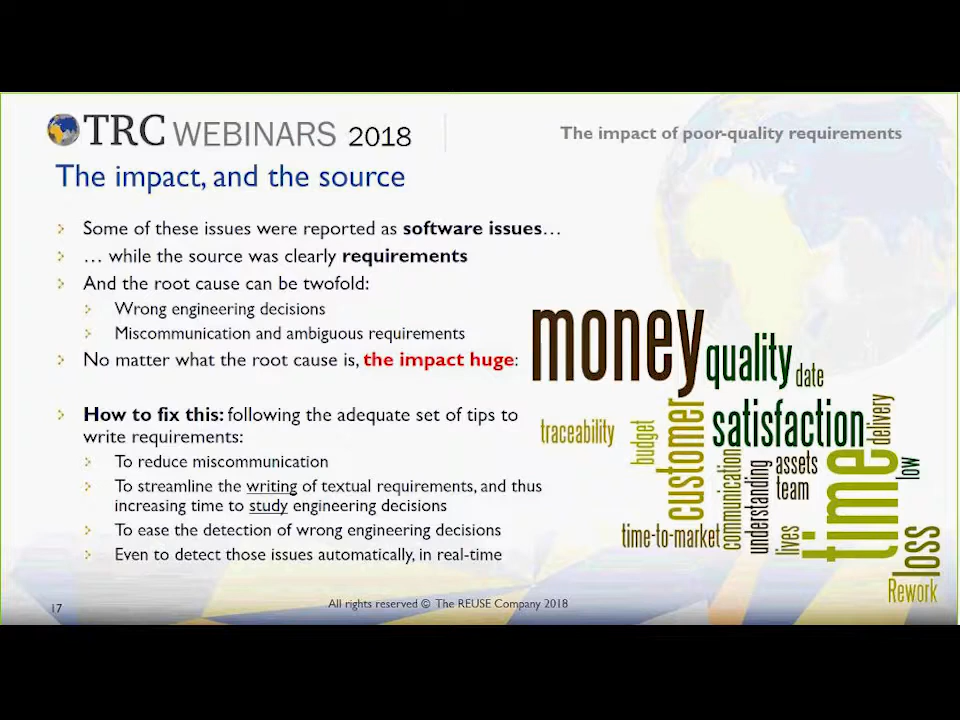 TRC WEBINARS 2018
The impact of poor-quality requirements
The impact, and the source
Some of these issues were reported as software issues…
… while the source was clearly requirements
And the root cause can be twofold:
Wrong engineering decisions
Miscommunication and ambiguous requirements
No matter what the root cause is, the impact huge:
How to fix this: following the adequate set of tips to
write requirements:
To reduce miscommunication
To streamline the writing of textual requirements, and thus
increasing time to study engineering decisions
To ease the detection of wrong engineering decisions
Even to detect those issues automatically, in real-time
money
quality
date
traceability
budget
customer
satisfaction
delivery
communication
understanding
assets
team
time
low
time-to-market
lives
loss
Rework
17
All rights reserved © The REUSE Company 2018